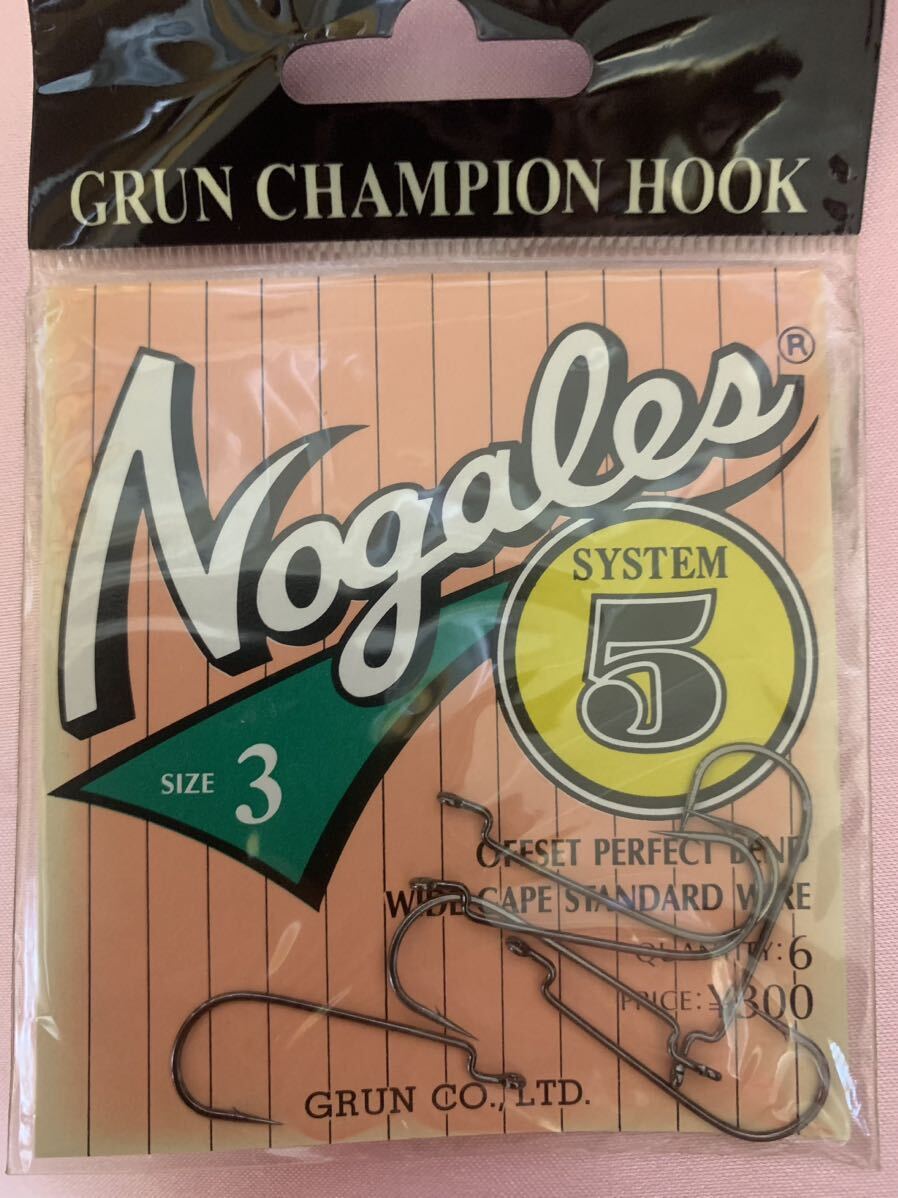 GRUN CHAMPION HOOK
Nogales®
SYSTEM
5
SIZE 3
OFFSET PERFECT BEND
WIDE CAPE STANDARD WIRE
QUANTITY:6
PRICE:¥300
GRUN CO., LTD.